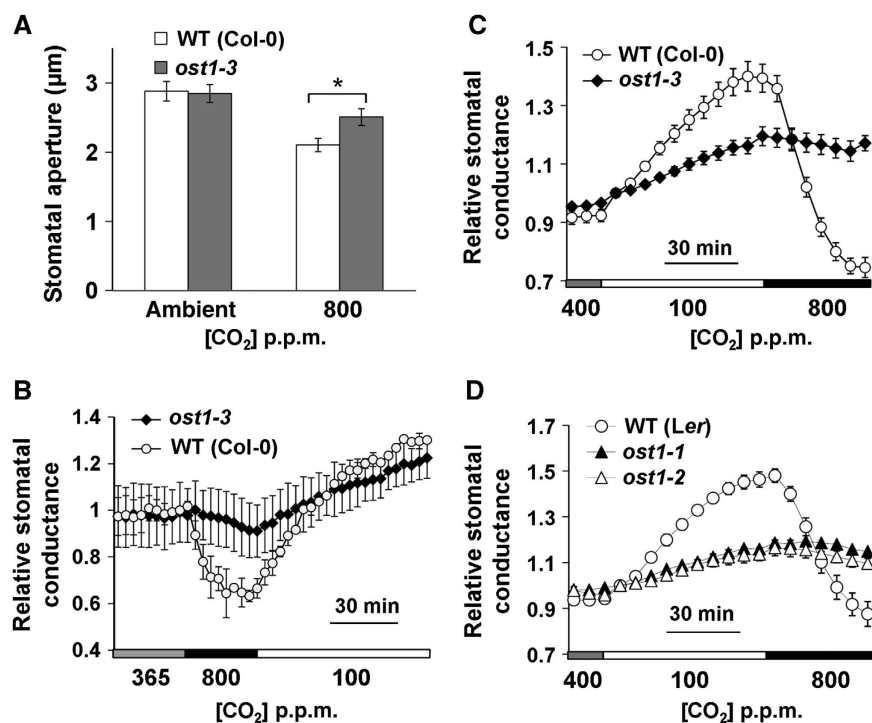 A
WT (Col-0)
ost1-3
*
3
2
1
0
Stomatal aperture (µm)
Ambient 800
[CO2] p.p.m.
B
ost1-3
WT (Col-0)
1.4
1.2
1
0.8
0.6
0.4
Relative stomatal
conductance
30 min
365 800 100
[CO2] p.p.m.
C
WT (Col-0)
ost1-3
1.5
1.3
1.1
0.9
0.7
Relative stomatal
conductance
30 min
400 100 800
[CO2] p.p.m.
D
WT (Ler)
ost1-1
ost1-2
1.7
1.5
1.3
1.1
0.9
0.7
Relative stomatal
conductance
30 min
400 100 800
[CO2] p.p.m.